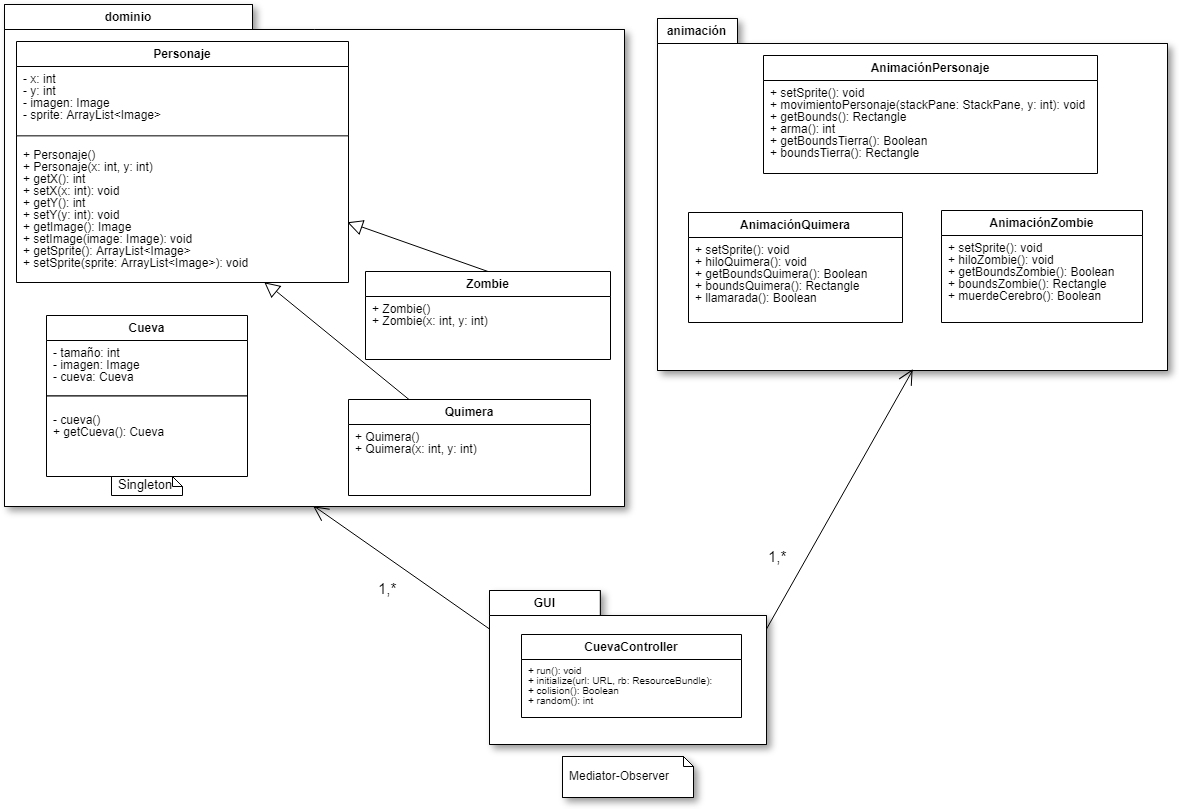 dominio
Personaje
- x: int
- y: int
- imagen: Image
- sprite: ArrayList<Image>
+ Personaje()
+ Personaje(x: int, y: int)
+ getX(): int
+ setX(x: int): void
+ getY(): int
+ setY(y: int): void
+ getImage(): Image
+ setImage(image: Image): void
+ getSprite(): ArrayList<Image>
+ setSprite(sprite: ArrayList<Image>): void
Zombie
+ Zombie()
+ Zombie(x: int, y: int)
Cueva
- tamaño: int
- imagen: Image
- cueva: Cueva
- cueva()
+ getCueva(): Cueva
Singleton
Quimera
+ Quimera()
+ Quimera(x: int, y: int)
animación
AnimaciónPersonaje
+ setSprite(): void
+ movimientoPersonaje(stackPane: StackPane, y: int): void
+ getBounds(): Rectangle
+ arma(): int
+ getBoundsTierra(): Boolean
+ boundsTierra(): Rectangle
AnimaciónQuimera
+ setSprite(): void
+ hiloQuimera(): void
+ getBoundsQuimera(): Boolean
+ boundsQuimera(): Rectangle
+ llamarada(): Boolean
AnimaciónZombie
+ setSprite(): void
+ hiloZombie(): void
+ getBoundsZombie(): Boolean
+ boundsZombie(): Rectangle
+ muerdeCerebro(): Boolean
1,*
1,*
GUI
CuevaController
+ run(): void
+ initialize(url: URL, rb: ResourceBundle):
+ colision(): Boolean
+ random(): int
Mediator-Observer